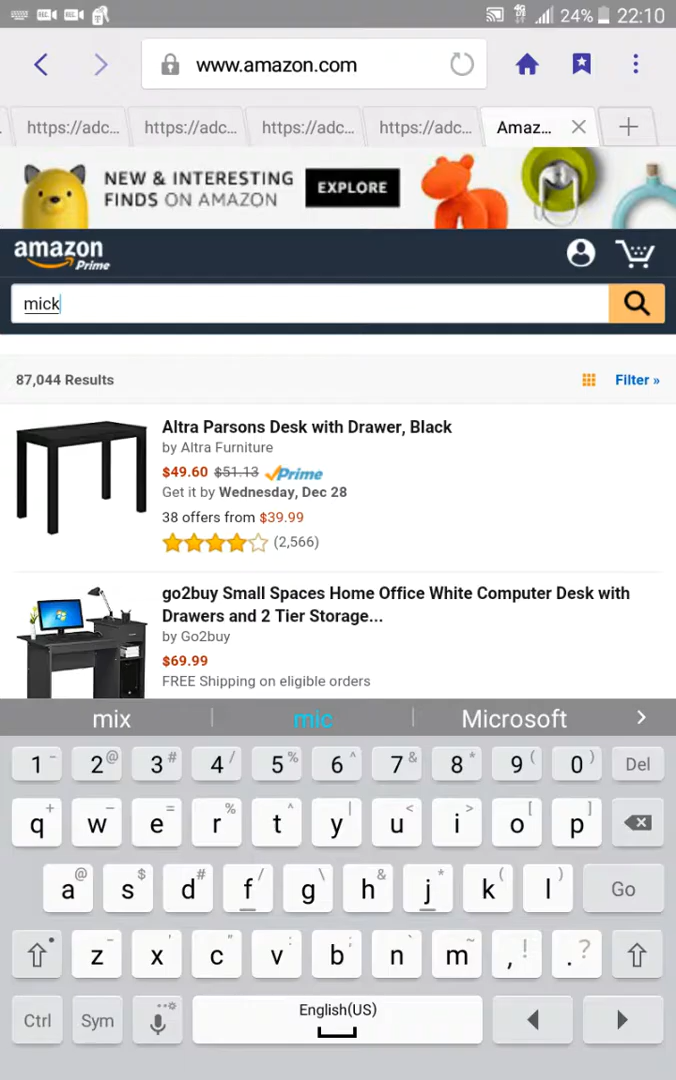 24% 22:10
www.amazon.com
https://adc... https://adc... https://adc... https://adc... Amaz...
NEW & INTERESTING
FINDS ON AMAZON
EXPLORE
amazon
Prime
mick
87,044 Results
Filter »
Altra Parsons Desk with Drawer, Black
by Altra Furniture
$49.60 $51.13 Prime
Get it by Wednesday, Dec 28
38 offers from $39.99
(2,566)
go2buy Small Spaces Home Office White Computer Desk with
Drawers and 2 Tier Storage...
by Go2buy
$69.99
FREE Shipping on eligible orders
mix mic Microsoft >
1 - 2 @ 3 # 4 / 5 % 6 ^ 7 & 8 * 9 ( 0 ) Del
q + w - e = r % t ^ y | u < i > o [ p ]
a @ s $ d # f / g \ h & j * k ( l ) Go
z - x ' c " v : b ; n ` m ~ , ! . ?
Ctrl Sym English(US)